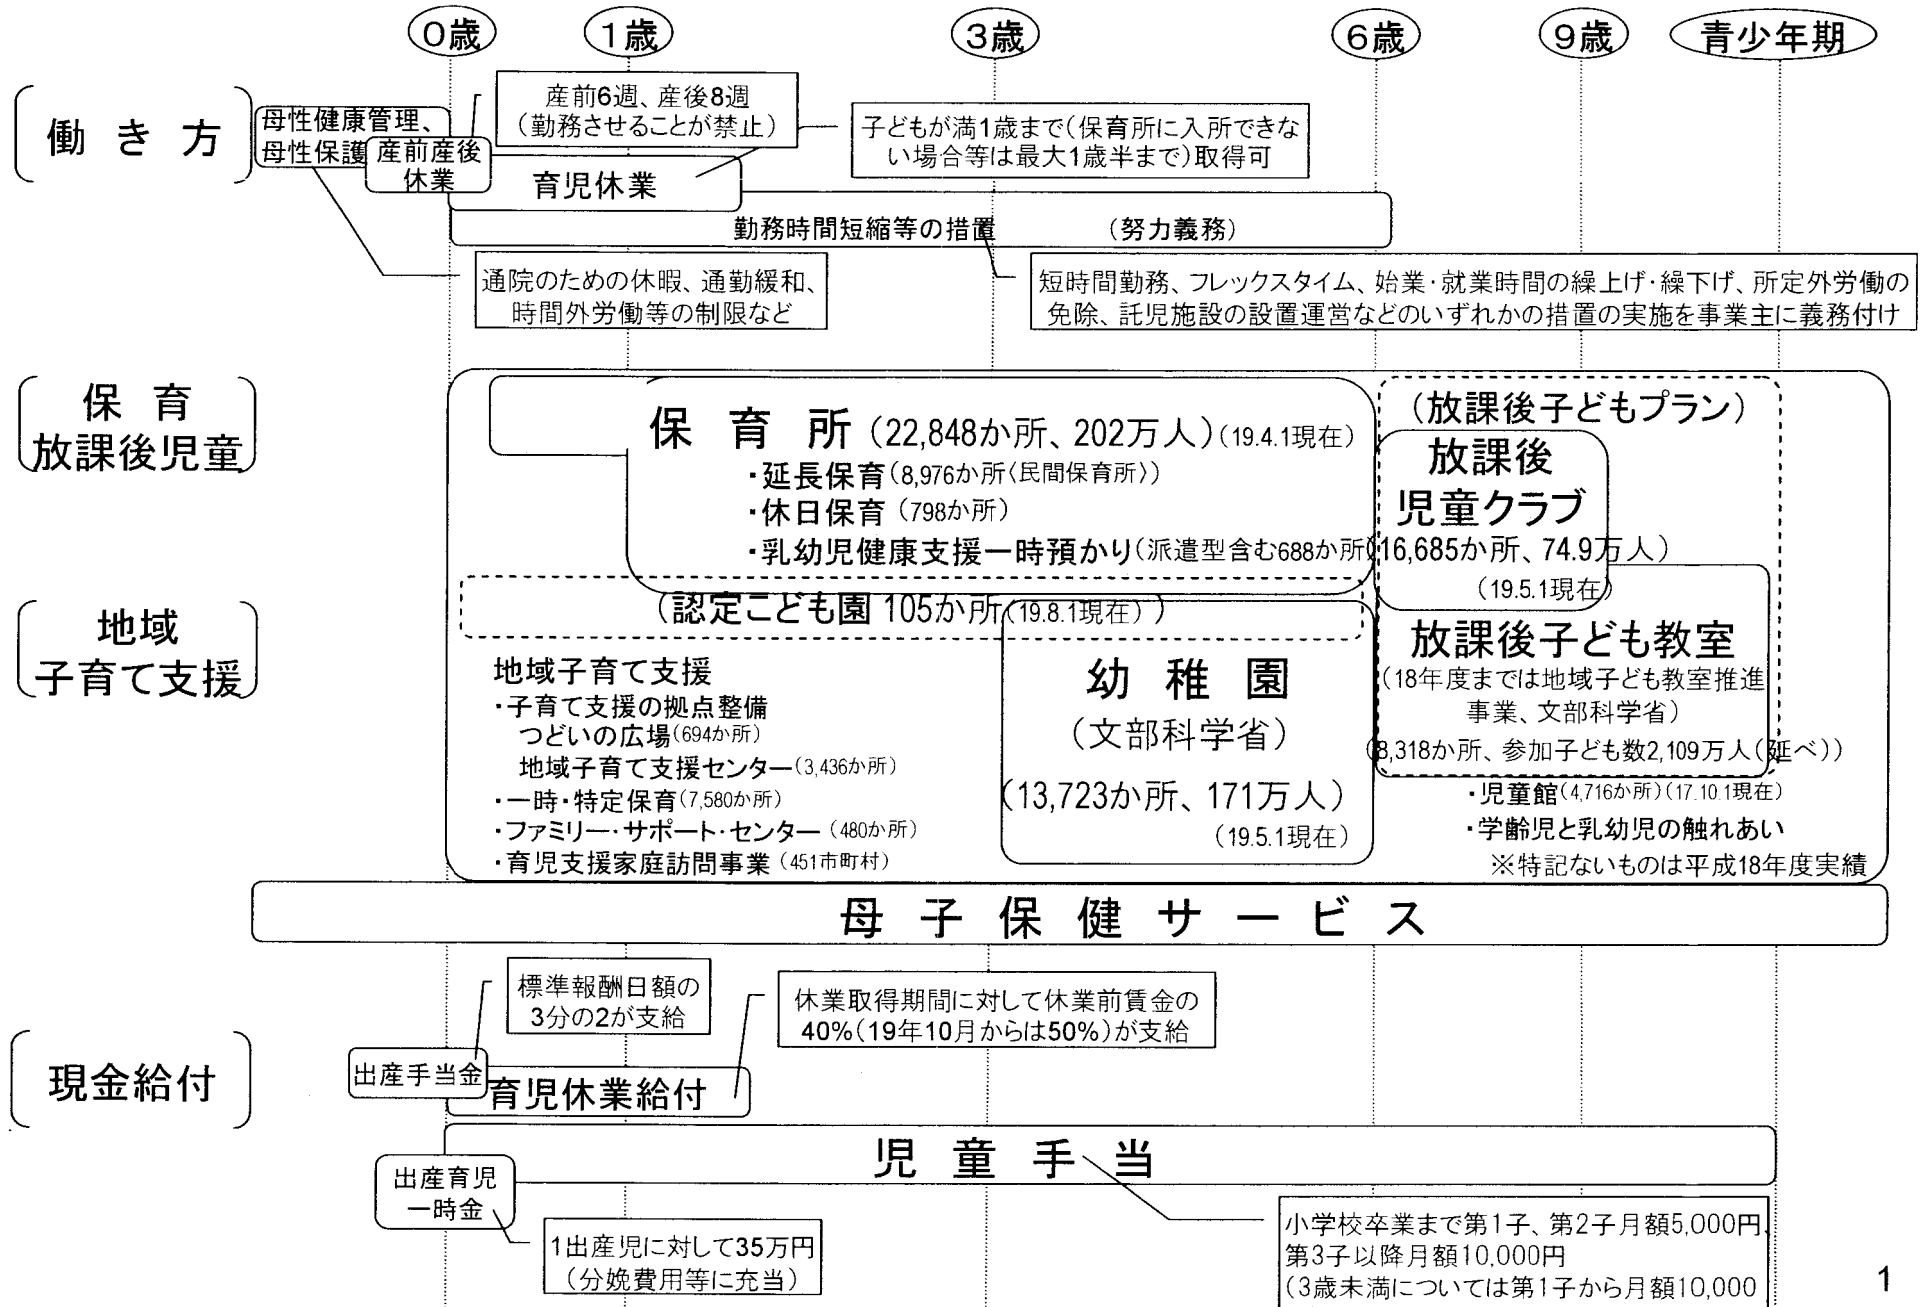 0歳
1歳
3歳
6歳
9歳
青少年期
働き方
母性健康管理、
母性保護
産前産後
休業
産前6週、産後8週
(勤務させることが禁止)
子どもが満1歳まで(保育所に入所できな
い場合等は最大1歳半まで)取得可
育児休業
勤務時間短縮等の措置 (努力義務)
通院のための休暇、通勤緩和、
時間外労働等の制限など
短時間勤務、フレックスタイム、始業・就業時間の繰上げ・繰下げ、所定外労働の
免除、託児施設の設置運営などのいずれかの措置の実施を事業主に義務付け
保育
放課後児童
保育所(22,848か所、202万人)(19.4.1現在)
・延長保育(8,976か所〈民間保育所〉)
・休日保育(798か所)
・乳幼児健康支援一時預かり(派遣型含む688か所)
(放課後子どもプラン)
放課後
児童クラブ
(16,685か所、74.9万人)
(19.5.1現在)
地域
子育て支援
(認定こども園 105か所(19.8.1現在))
地域子育て支援
・子育て支援の拠点整備
つどいの広場(694か所)
地域子育て支援センター(3,436か所)
・一時・特定保育(7,580か所)
・ファミリー・サポート・センター(480か所)
・育児支援家庭訪問事業(451市町村)
幼稚園
(文部科学省)
(13,723か所、171万人)
(19.5.1現在)
放課後子ども教室
(18年度までは地域子ども教室推進
事業、文部科学省)
(8,318か所、参加子ども数2,109万人(延べ))
・児童館(4,716か所)(17.10.1現在)
・学齢児と乳幼児の触れあい
※特記ないものは平成18年度実績
母子保健サービス
現金給付
標準報酬日額の
3分の2が支給
休業取得期間に対して休業前賃金の
40%(19年10月からは50%)が支給
出産手当金
育児休業給付
児童手当
出産育児
一時金
1出産児に対して35万円
(分娩費用等に充当)
小学校卒業まで第1子、第2子月額5,000円、
第3子以降月額10,000円
(3歳未満については第1子から月額10,000
1